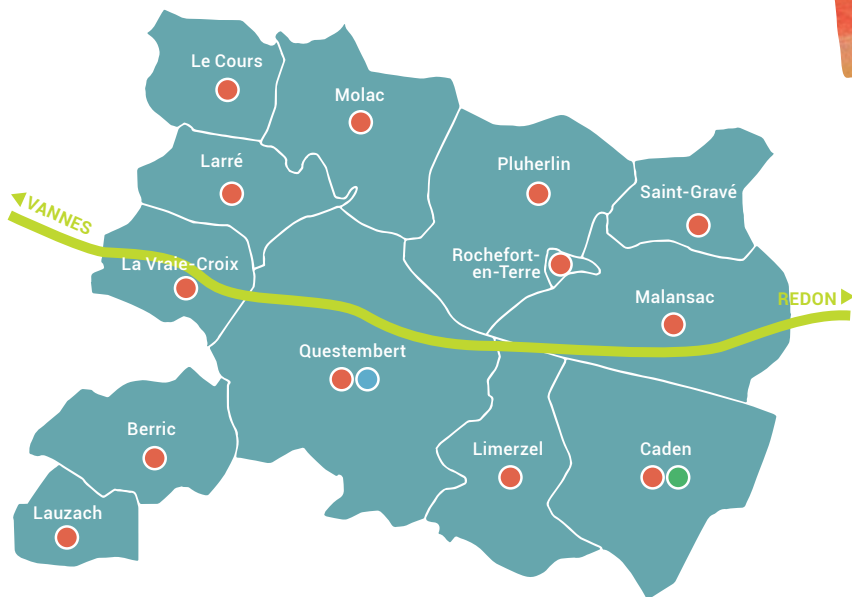 Le Cours
Molac
Larré
Pluherlin
Saint-Gravé
VANNES
La Vraie-Croix
Rochefort-
en-Terre
Malansac
REDON
Questembert
Berric
Limerzel
Caden
Lauzach